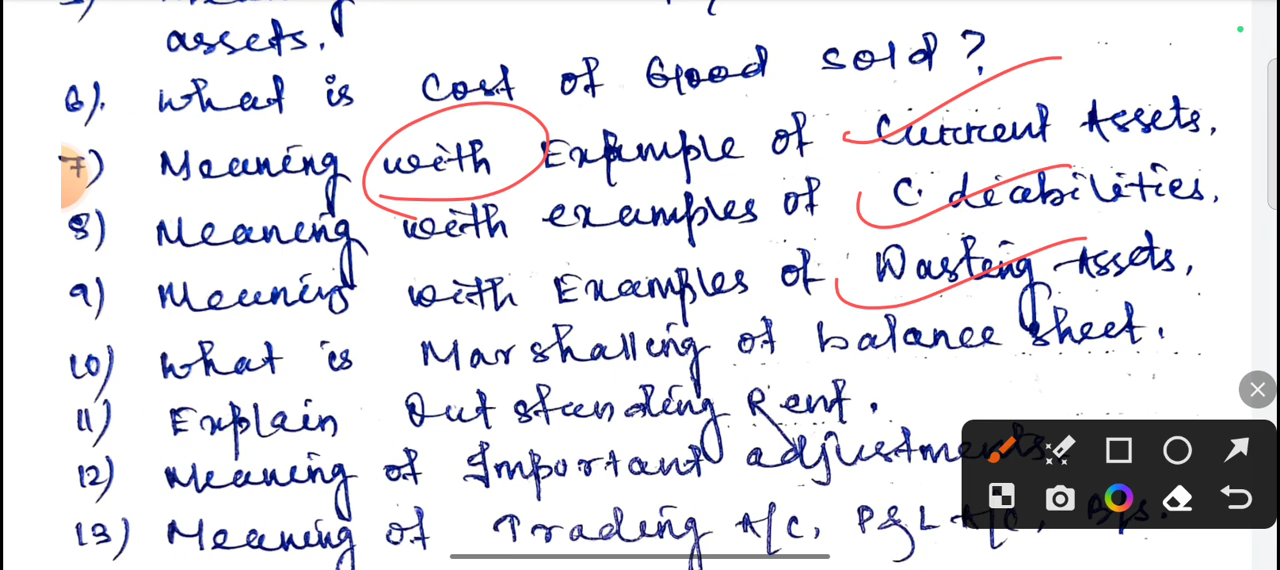 assets.
6). What is Cost of Good sold?
7) Meaning with Example of Current Assets.
8) Meaning with examples of C. Liabilities.
9) Meaning with Examples of Wasting Assets.
10) What is Marshalling of balance sheet.
11) Explain Outstanding Rent.
12) Meaning of Important adjustments.
13) Meaning of Trading A/c, P&L A/c, B/s.